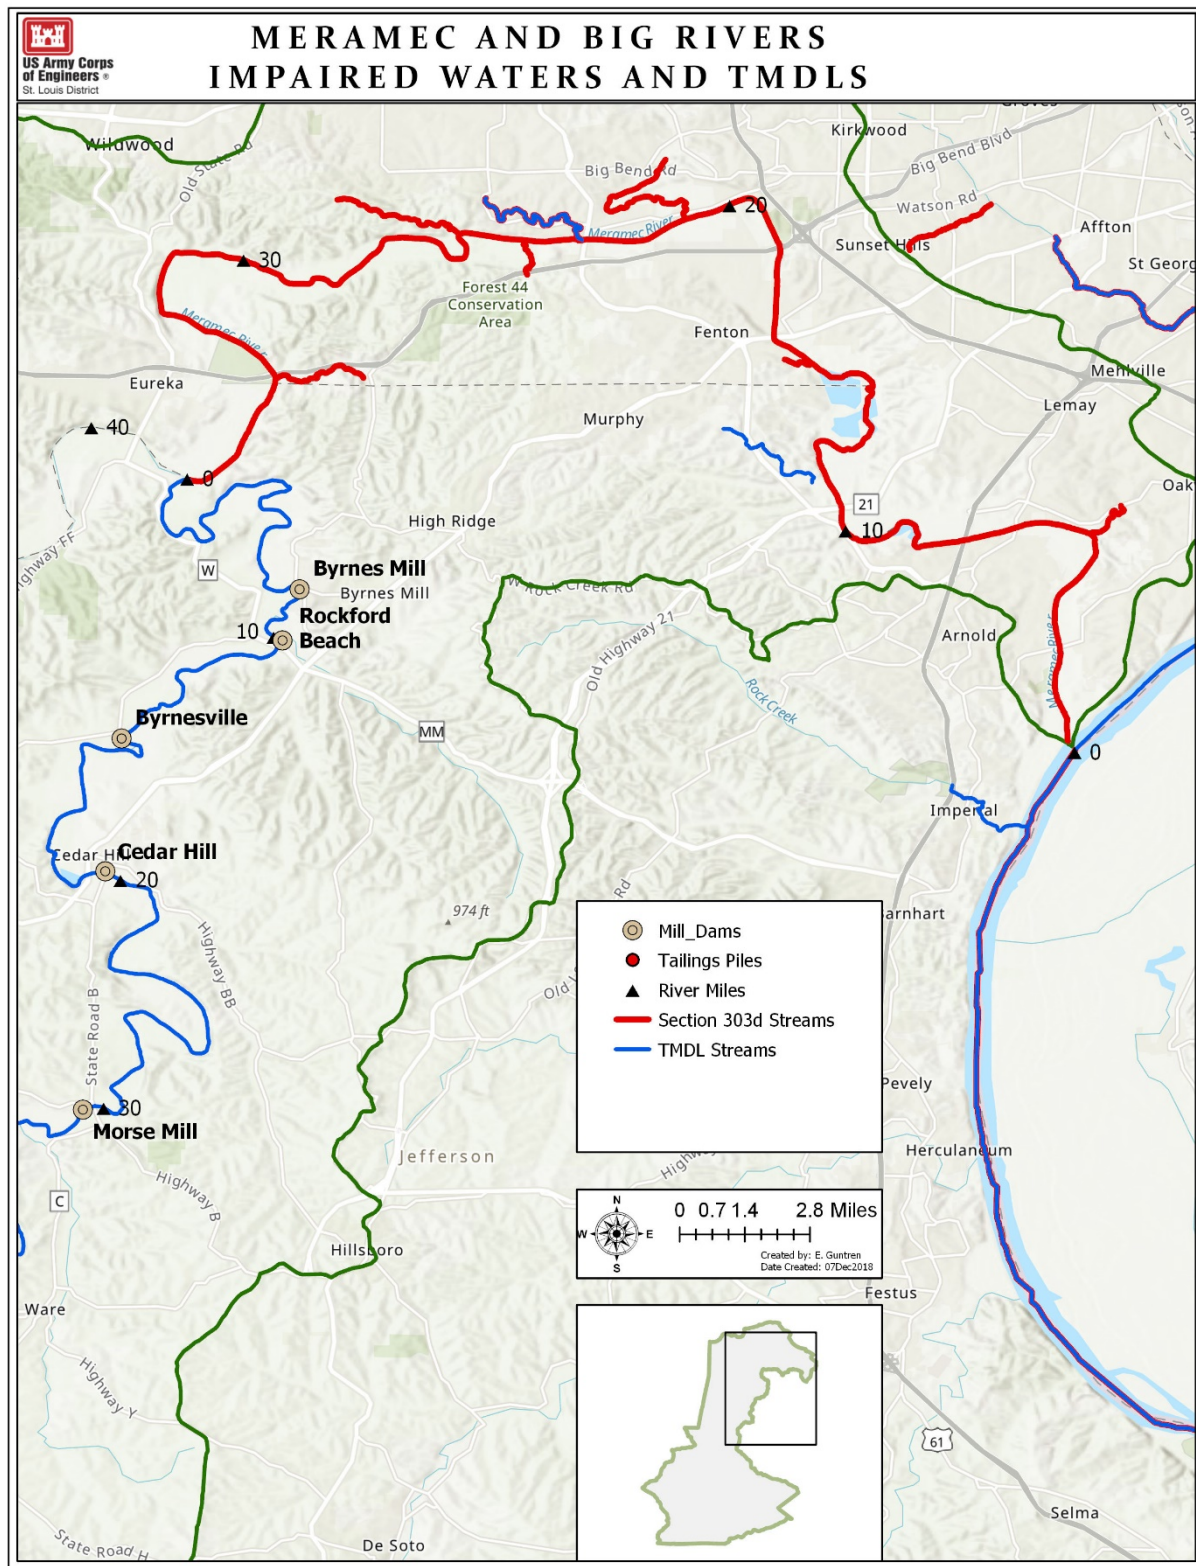 US Army Corps
of Engineers ®
St. Louis District
MERAMEC AND BIG RIVERS
IMPAIRED WATERS AND TMDLS
Wildwood
Old State Rd
Big Bend Rd
Kirkwood
Big Bend Blvd
Watson Rd
Affton
Meramec River
20
Sunset Hills
St Georg
30
Forest 44
Conservation
Area
Meramec River
Fenton
Eureka
Mehlville
Lemay
Murphy
40
0
Oak
21
High Ridge
10
Highway FF
W
Byrnes Mill
Byrnes Mill
W Rock Creek Rd
Rockford
Beach
10
Arnold
Old Highway 21
Meramec River
Rock Creek
Byrnesville
MM
0
Imperial
Cedar Hill
Cedar Hill
20
974 ft
Barnhart
Highway BB
State Road B
Mill_Dams
Tailings Piles
River Miles
Section 303d Streams
TMDL Streams
Pevely
30
Morse Mill
Jefferson
Herculaneum
Highway B
C
N
W
E
S
0 0.7 1.4 2.8 Miles
Created by: E. Guntren
Date Created: 07Dec2018
Hillsboro
Festus
Ware
Highway Y
61
Selma
State Road H
De Soto